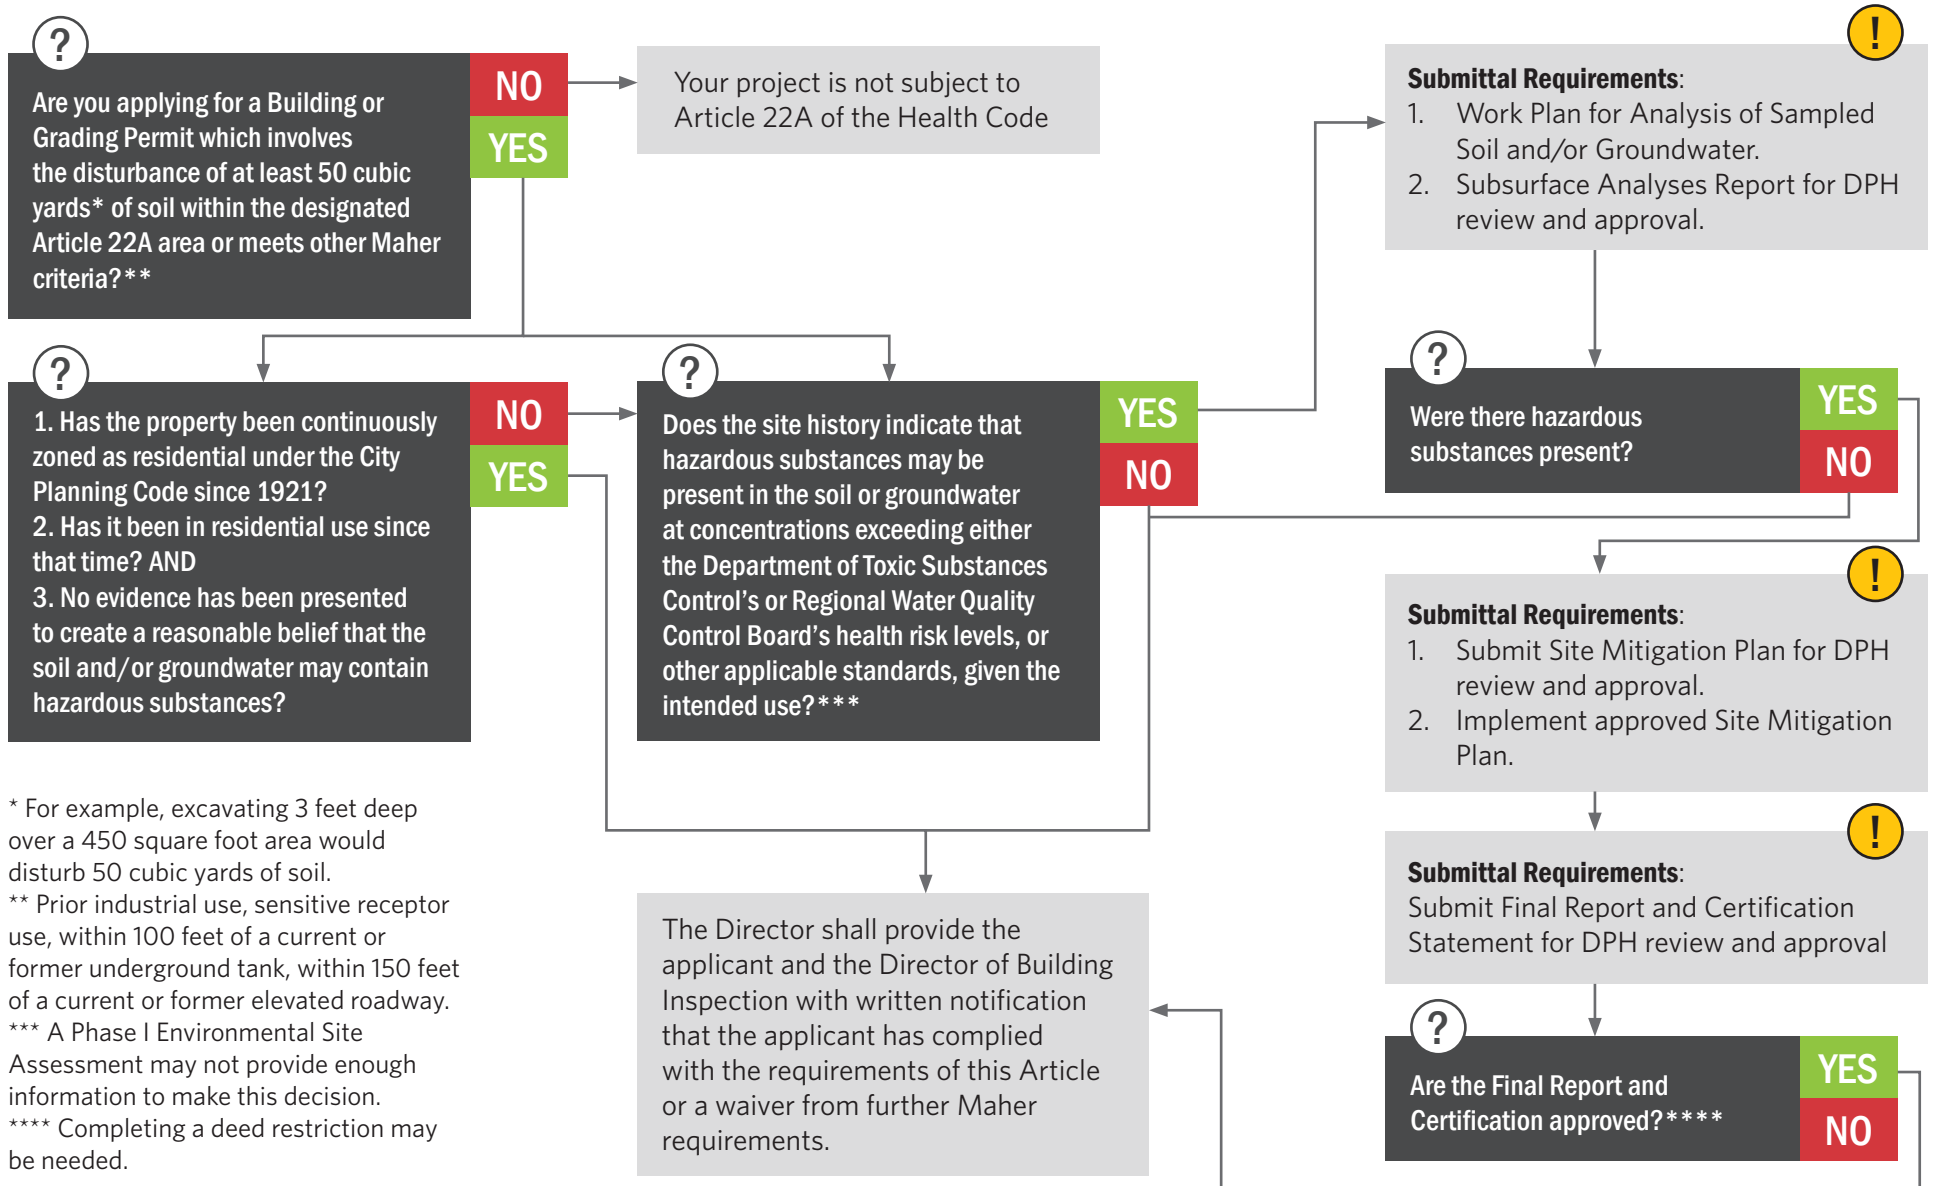 ?
Are you applying for a Building or
Grading Permit which involves
the disturbance of at least 50 cubic
yards* of soil within the designated
Article 22A area or meets other Maher
criteria?**
NO
YES
Your project is not subject to
Article 22A of the Health Code
!
Submittal Requirements:
1. Work Plan for Analysis of Sampled
Soil and/or Groundwater.
2. Subsurface Analyses Report for DPH
review and approval.
?
1. Has the property been continuously
zoned as residential under the City
Planning Code since 1921?
2. Has it been in residential use since
that time? AND
3. No evidence has been presented
to create a reasonable belief that the
soil and/or groundwater may contain
hazardous substances?
NO
YES
?
Does the site history indicate that
hazardous substances may be
present in the soil or groundwater
at concentrations exceeding either
the Department of Toxic Substances
Control's or Regional Water Quality
Control Board's health risk levels, or
other applicable standards, given the
intended use?***
YES
NO
?
Were there hazardous
substances present?
YES
NO
!
Submittal Requirements:
1. Submit Site Mitigation Plan for DPH
review and approval.
2. Implement approved Site Mitigation
Plan.
!
Submittal Requirements:
Submit Final Report and Certification
Statement for DPH review and approval
?
Are the Final Report and
Certification approved?****
YES
NO
The Director shall provide the
applicant and the Director of Building
Inspection with written notification
that the applicant has complied
with the requirements of this Article
or a waiver from further Maher
requirements.
* For example, excavating 3 feet deep
over a 450 square foot area would
disturb 50 cubic yards of soil.
** Prior industrial use, sensitive receptor
use, within 100 feet of a current or
former underground tank, within 150 feet
of a current or former elevated roadway.
*** A Phase I Environmental Site
Assessment may not provide enough
information to make this decision.
**** Completing a deed restriction may
be needed.